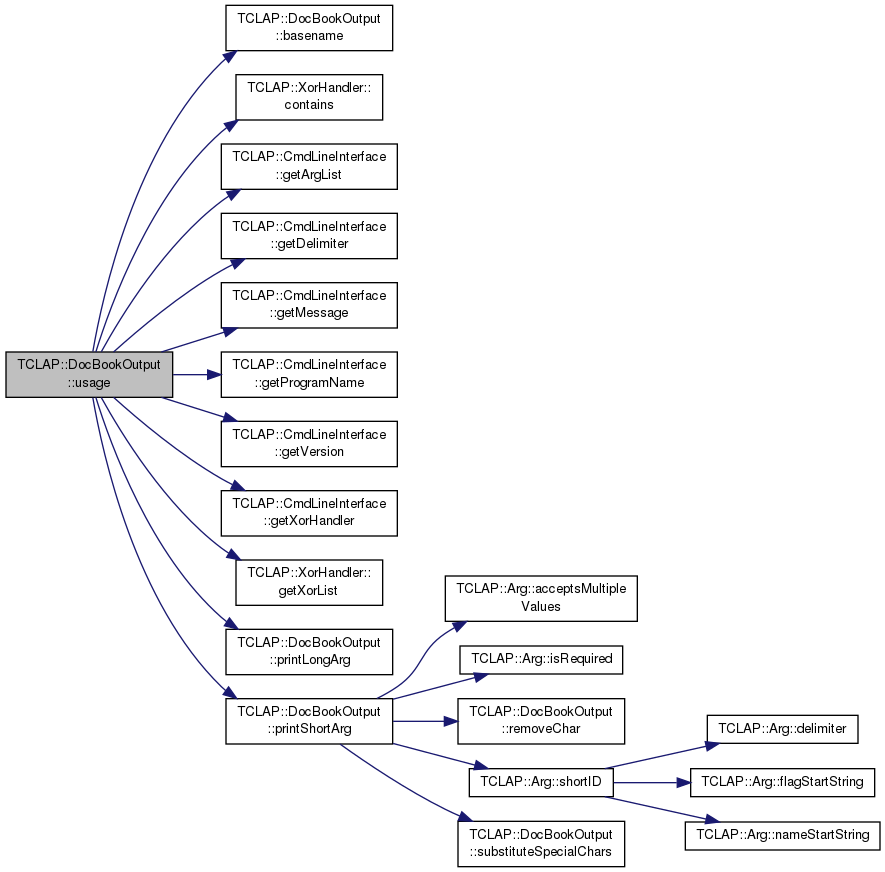 TCLAP::DocBookOutput
::usage
TCLAP::DocBookOutput
::basename
TCLAP::XorHandler::
contains
TCLAP::CmdLineInterface
::getArgList
TCLAP::CmdLineInterface
::getDelimiter
TCLAP::CmdLineInterface
::getMessage
TCLAP::CmdLineInterface
::getProgramName
TCLAP::CmdLineInterface
::getVersion
TCLAP::CmdLineInterface
::getXorHandler
TCLAP::XorHandler::
getXorList
TCLAP::DocBookOutput
::printLongArg
TCLAP::DocBookOutput
::printShortArg
TCLAP::Arg::acceptsMultiple
Values
TCLAP::Arg::isRequired
TCLAP::DocBookOutput
::removeChar
TCLAP::Arg::shortID
TCLAP::DocBookOutput
::substituteSpecialChars
TCLAP::Arg::delimiter
TCLAP::Arg::flagStartString
TCLAP::Arg::nameStartString